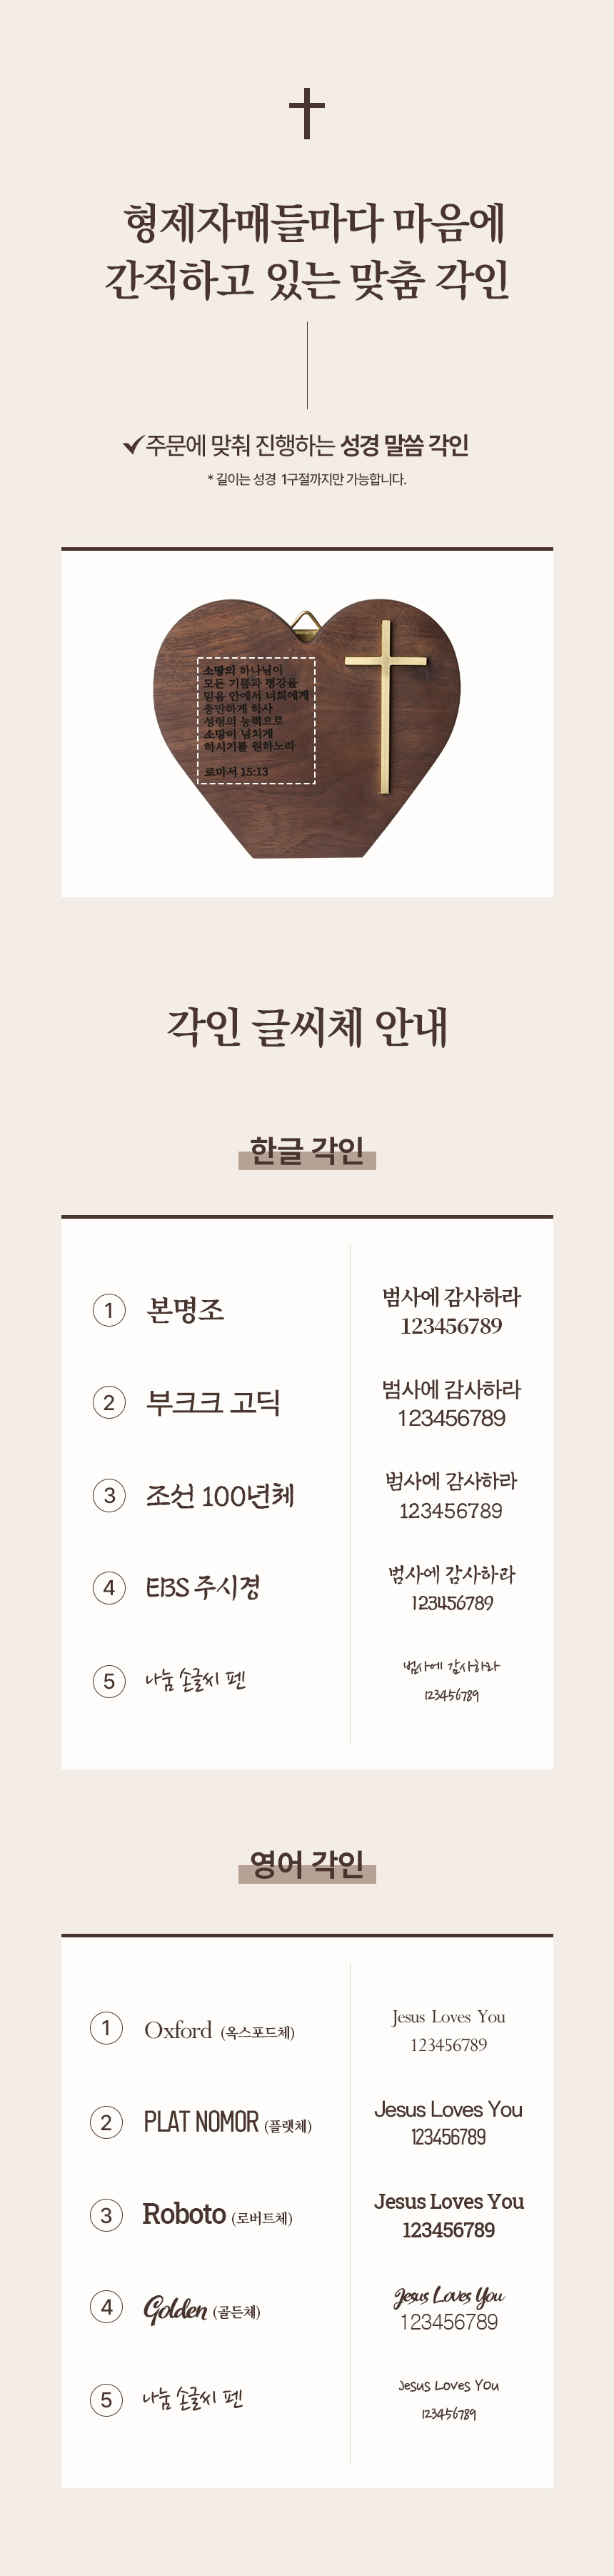 형제자매들마다 마음에
간직하고 있는 맞춤 각인
주문에 맞춰 진행하는 성경 말씀 각인
* 길이는 성경 1구절까지만 가능합니다.
소망의 하나님이
모든 기쁨과 평강을
믿음 안에서 너희에게
충만하게 하사
성령의 능력으로
소망이 넘치게
하시기를 원하노라
로마서 15:13
각인 글씨체 안내
한글 각인
1 본명조
범사에 감사하라
123456789
2 부크크 고딕
범사에 감사하라
123456789
3 조선 100년체
범사에 감사하라
123456789
4 EBS 주시경
범사에 감사하라
123456789
5 나눔 손글씨 펜
범사에 감사하라
123456789
영어 각인
1 Oxford (옥스포드체)
Jesus Loves You
123456789
2 PLAT NOMOR (플랫체)
Jesus Loves You
123456789
3 Roboto (로버트체)
Jesus Loves You
123456789
4 Golden (골든체)
Jesus Loves You
123456789
5 나눔 손글씨 펜
Jesus Loves You
123456789